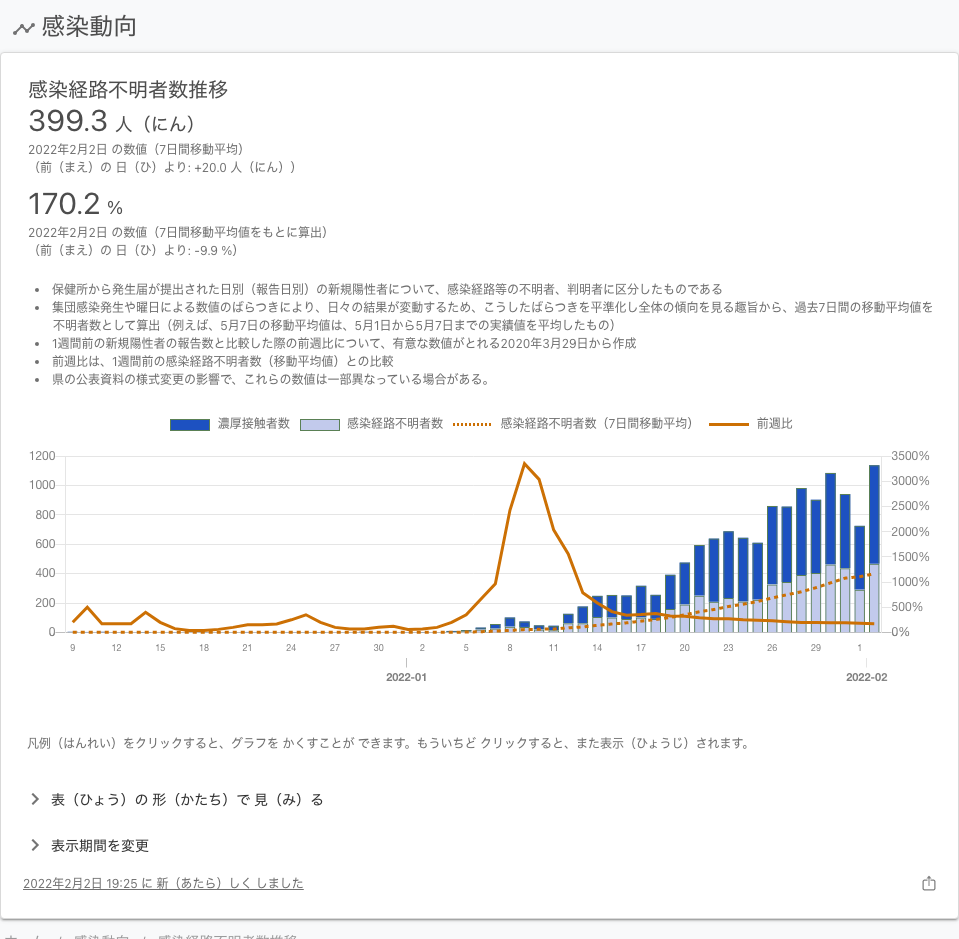 感染動向
感染経路不明者数推移
399.3 人（にん）
2022年2月2日 の数値（7日間移動平均）
（前（まえ）の 日（ひ）より: +20.0 人（にん））
170.2 %
2022年2月2日 の数値（7日間移動平均値をもとに算出）
（前（まえ）の 日（ひ）より: -9.9 %）
• 保健所から発生届が提出された日別（報告日別）の新規陽性者について、感染経路等の不明者、判明者に区分したものである
• 集団感染発生や曜日による数値のばらつきにより、日々の結果が変動するため、こうしたばらつきを平準化し全体の傾向を見る趣旨から、過去7日間の移動平均値を
不明者数として算出（例えば、5月7日の移動平均値は、5月1日から5月7日までの実績値を平均したもの）
• 1週間前の新規陽性者の報告数と比較した際の前週比について、有意な数値がとれる2020年3月29日から作成
• 前週比は、1週間前の感染経路不明者数（移動平均値）との比較
• 県の公表資料の様式変更の影響で、これらの数値は一部異なっている場合がある。
濃厚接触者数 感染経路不明者数 感染経路不明者数（7日間移動平均） 前週比
1200 3500%
1000 3000%
800 2500%
600 2000%
400 1500%
200 1000%
0 500%
0%
9 12 15 18 21 24 27 30 2 5 8 11 14 17 20 23 26 29 1
2022-01 2022-02
凡例（はんれい）をクリックすると、グラフを かくすことが できます。もういちど クリックすると、また表示（ひょうじ）されます。
表（ひょう）の 形（かたち）で 見（み）る
表示期間を変更
2022年2月2日 19:25 に 新（あたら）しく しました